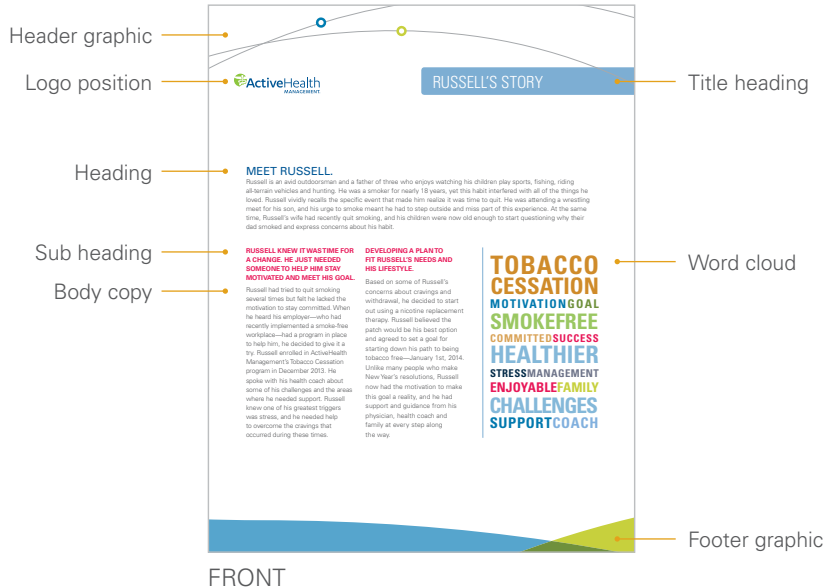 Header graphic
Logo position
Heading
Sub heading
Body copy
ActiveHealth
MANAGEMENT
RUSSELL'S STORY
MEET RUSSELL.
Russell is an avid outdoorsman and a father of three who enjoys watching his children play sports, fishing, riding
all-terrain vehicles and hunting. He was a smoker for nearly 18 years, yet this habit interfered with all of the things he
loved. Russell vividly recalls the specific event that made him realize it was time to quit. He was attending a wrestling
meet for his son, and his urge to smoke meant he had to step outside and miss part of this experience. At the same
time, Russell's wife had recently quit smoking, and his children were now old enough to start questioning why their
dad smoked and express concerns about his habit.
RUSSELL KNEW IT WAS TIME FOR
A CHANGE. HE JUST NEEDED
SOMEONE TO HELP HIM STAY
MOTIVATED AND MEET HIS GOAL.
Russell had tried to quit smoking
several times but felt he lacked the
motivation to stay committed. When
he heard his employer—who had
recently implemented a smoke-free
workplace—had a program in place
to help him, he decided to give it a
try. Russell enrolled in ActiveHealth
Management's Tobacco Cessation
program in December 2013. He
spoke with his health coach about
some of his challenges and the areas
where he needed support. Russell
knew one of his greatest triggers
was stress, and he needed help
to overcome the cravings that
occurred during these times.
DEVELOPING A PLAN TO
FIT RUSSELL'S NEEDS AND
HIS LIFESTYLE.
Based on some of Russell's
concerns about cravings and
withdrawal, he decided to start
out using a nicotine replacement
therapy. Russell believed the
patch would be his best option
and agreed to set a goal for
starting down his path to being
tobacco free—January 1st, 2014.
Unlike many people who make
New Year's resolutions, Russell
now had the motivation to make
this goal a reality, and he had
support and guidance from his
physician, health coach and
family at every step along
the way.
TOBACCO
CESSATION
MOTIVATIONGOAL
SMOKEFREE
COMMITTEDSUCCESS
HEALTHIER
STRESSMANAGEMENT
ENJOYABLEFAMILY
CHALLENGES
SUPPORTCOACH
Title heading
Word cloud
Footer graphic
FRONT